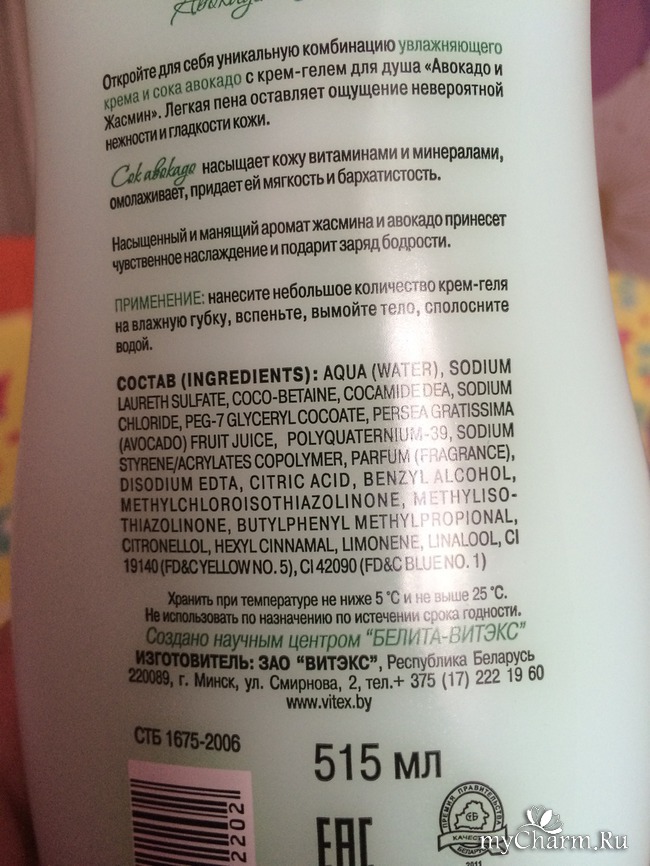 Откройте для себя уникальную комбинацию увлажняющего
крема и сока авокадо с крем-гелем для душа «Авокадо и
Жасмин». Легкая пена оставляет ощущение невероятной
нежности и гладкости кожи.
Сок авокадо насыщает кожу витаминами и минералами,
омолаживает, придает ей мягкость и бархатистость.
Насыщенный и манящий аромат жасмина и авокадо принесет
чувственное наслаждение и подарит заряд бодрости.
ПРИМЕНЕНИЕ: нанесите небольшое количество крем-геля
на влажную губку, вспеньте, вымойте тело, сполосните
водой.
СОСТАВ (INGREDIENTS): AQUA (WATER), SODIUM
LAURETH SULFATE, COCO-BETAINE, COCAMIDE DEA, SODIUM
CHLORIDE, PEG-7 GLYCERYL COCOATE, PERSEA GRATISSIMA
(AVOCADO) FRUIT JUICE, POLYQUATERNIUM-39, SODIUM
STYRENE/ACRYLATES COPOLYMER, PARFUM (FRAGRANCE),
DISODIUM EDTA, CITRIC ACID, BENZYL ALCOHOL,
METHYLCHLOROISOTHIAZOLINONE, METHYLISO-
THIAZOLINONE, BUTYLPHENYL METHYLPROPIONAL,
CITRONELLOL, HEXYL CINNAMAL, LIMONENE, LINALOOL, CI
19140 (FD&C YELLOW NO. 5), CI 42090 (FD&C BLUE NO. 1)
Хранить при температуре не ниже 5 °С и не выше 25 °С.
Не использовать по назначению по истечении срока годности.
Создано научным центром "БЕЛИТА-ВИТЭКС"
ИЗГОТОВИТЕЛЬ: ЗАО "ВИТЭКС", Республика Беларусь
220089, г. Минск, ул. Смирнова, 2, тел.+ 375 (17) 222 19 60
www.vitex.by
СТБ 1675-2006
515 мл
2202
ЕАС
ПРЕМИЯ ПРАВИТЕЛЬСТВА
myCharm.Ru